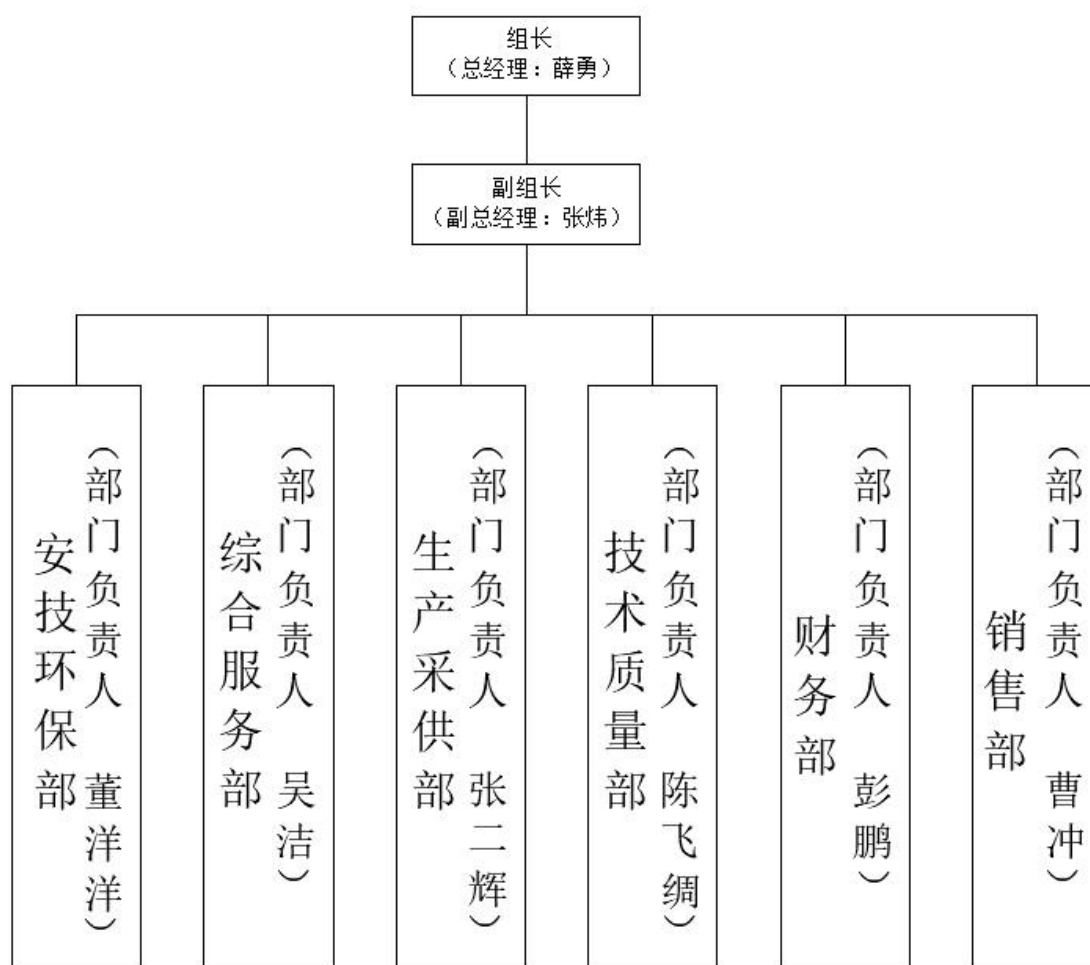 组长
（总经理：薛勇）
副组长
（副总经理：张炜）
安技环保部
（部门负责人 董洋洋）
综合服务部
（部门负责人 吴洁）
生产采供部
（部门负责人 张二辉）
技术质量部
（部门负责人 陈飞绸）
财务部
（部门负责人 彭鹏）
销售部
（部门负责人 曹冲）